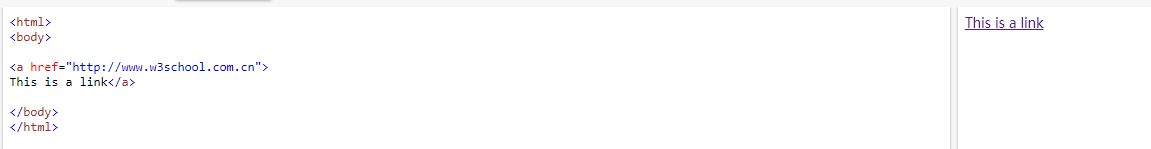 <html>
<body>
<a href="http://www.w3school.com.cn">
This is a link</a>
</body>
</html>
This is a link